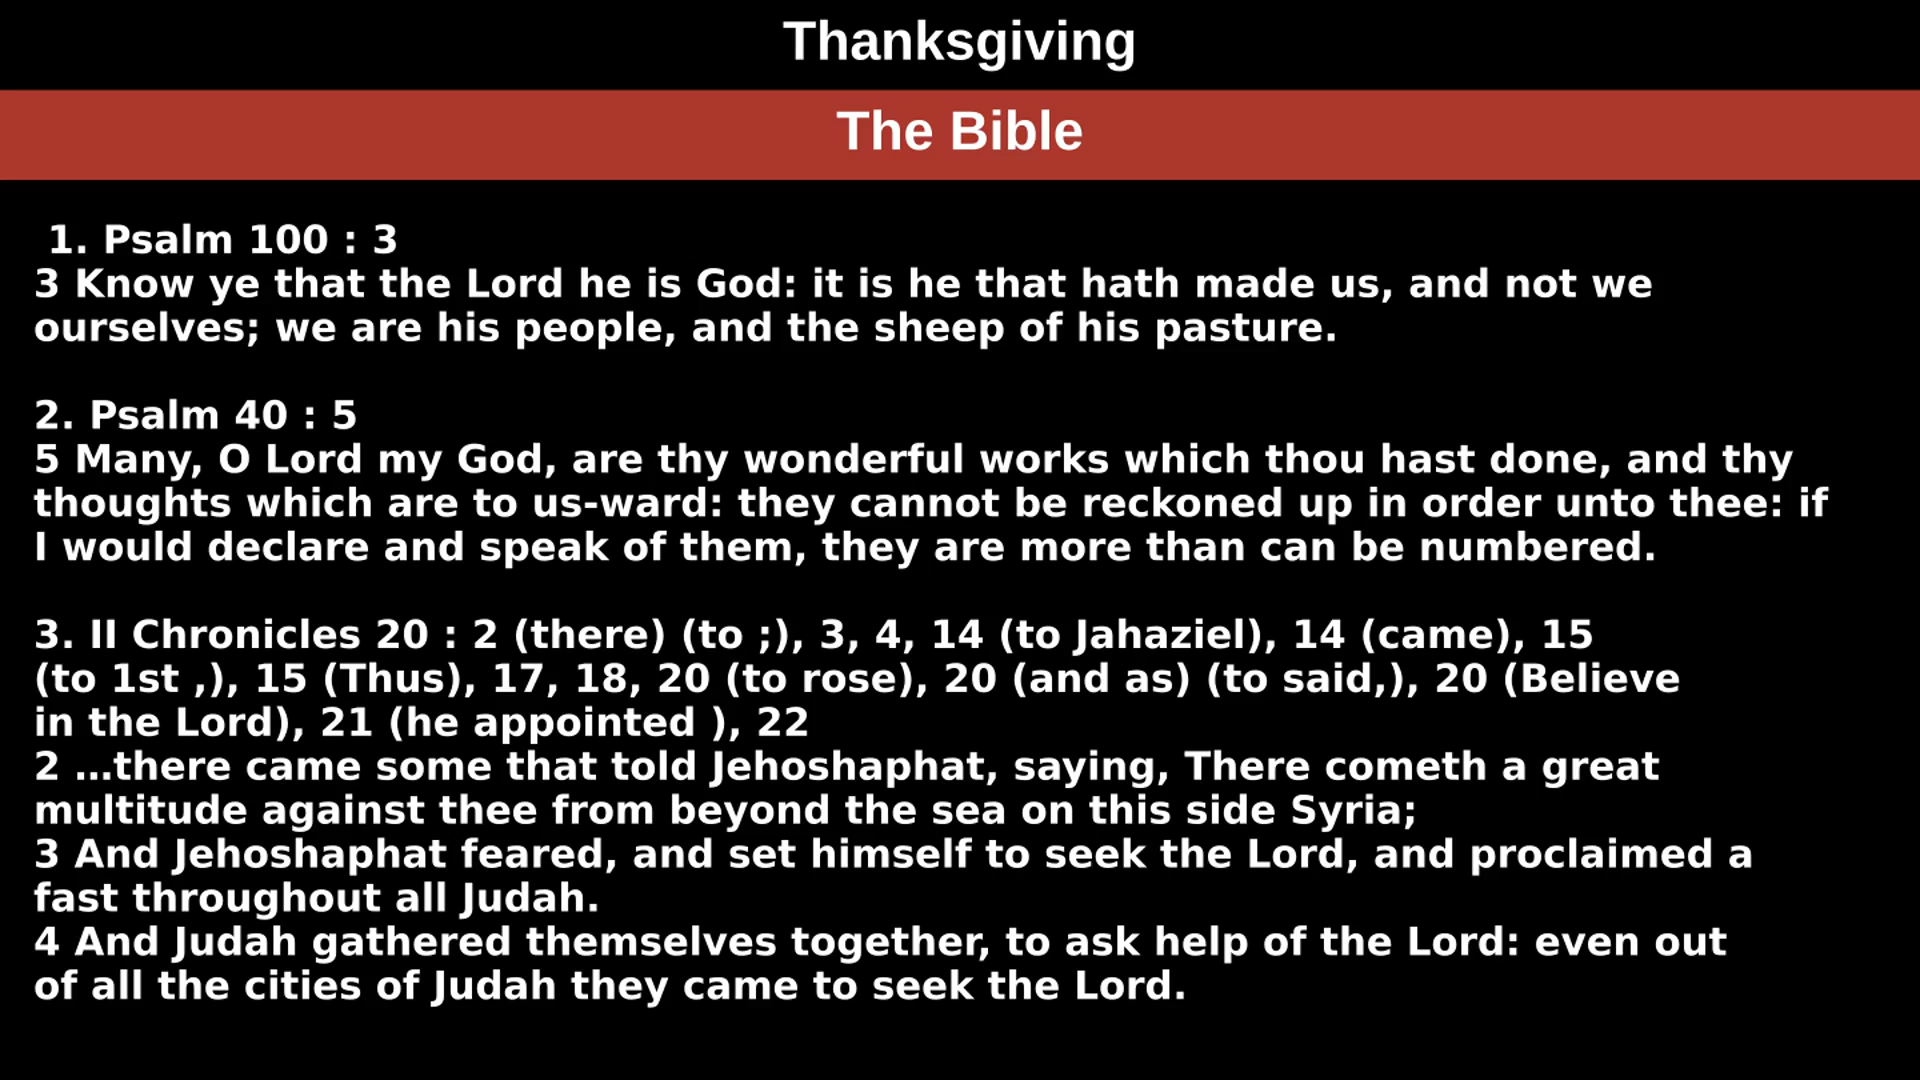 Thanksgiving
The Bible
1. Psalm 100 : 3
3 Know ye that the Lord he is God: it is he that hath made us, and not we
ourselves; we are his people, and the sheep of his pasture.
2. Psalm 40 : 5
5 Many, O Lord my God, are thy wonderful works which thou hast done, and thy
thoughts which are to us-ward: they cannot be reckoned up in order unto thee: if
I would declare and speak of them, they are more than can be numbered.
3. II Chronicles 20 : 2 (there) (to ;), 3, 4, 14 (to Jahaziel), 14 (came), 15
(to 1st ,), 15 (Thus), 17, 18, 20 (to rose), 20 (and as) (to said,), 20 (Believe
in the Lord), 21 (he appointed ), 22
2 …there came some that told Jehoshaphat, saying, There cometh a great
multitude against thee from beyond the sea on this side Syria;
3 And Jehoshaphat feared, and set himself to seek the Lord, and proclaimed a
fast throughout all Judah.
4 And Judah gathered themselves together, to ask help of the Lord: even out
of all the cities of Judah they came to seek the Lord.